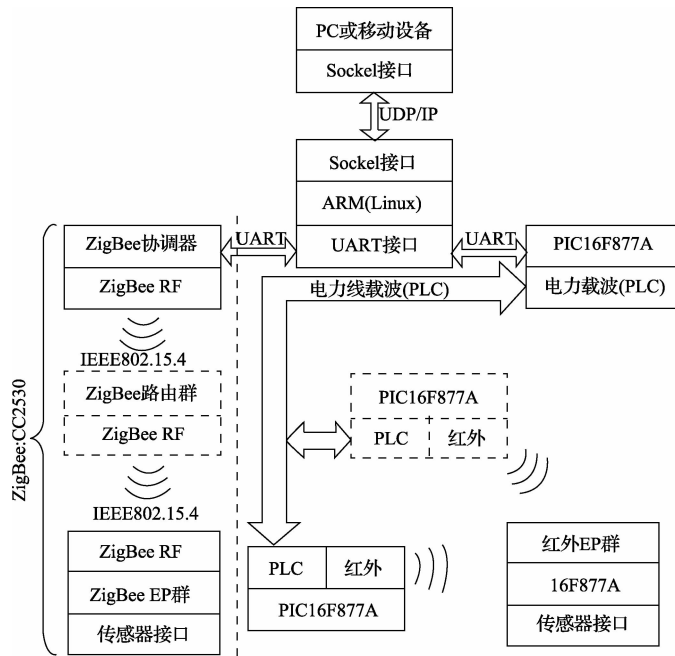 PC或移动设备
Sockel接口
UDP/IP
Sockel接口
ARM(Linux)
UART接口
UART
UART
ZigBee协调器
ZigBee RF
PIC16F877A
电力载波(PLC)
电力线载波(PLC)
IEEE802.15.4
ZigBee路由群
ZigBee RF
IEEE802.15.4
ZigBee RF
ZigBee EP群
传感器接口
ZigBee:CC2530
PIC16F877A
PLC
红外
PLC
红外
PIC16F877A
红外EP群
16F877A
传感器接口